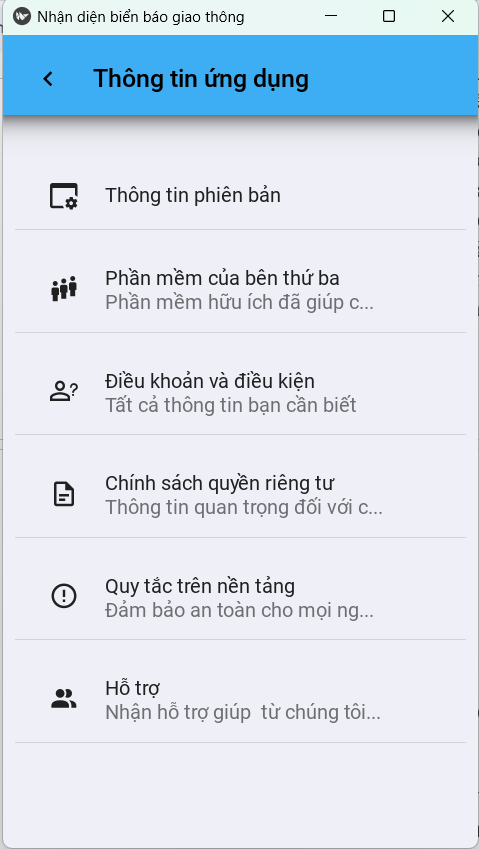 Nhận diện biển báo giao thông
Thông tin ứng dụng
Thông tin phiên bản
Phần mềm của bên thứ ba
Phần mềm hữu ích đã giúp c...
Điều khoản và điều kiện
Tất cả thông tin bạn cần biết
Chính sách quyền riêng tư
Thông tin quan trọng đối với c...
Quy tắc trên nền tảng
Đảm bảo an toàn cho mọi ng...
Hỗ trợ
Nhận hỗ trợ giúp  từ chúng tôi...